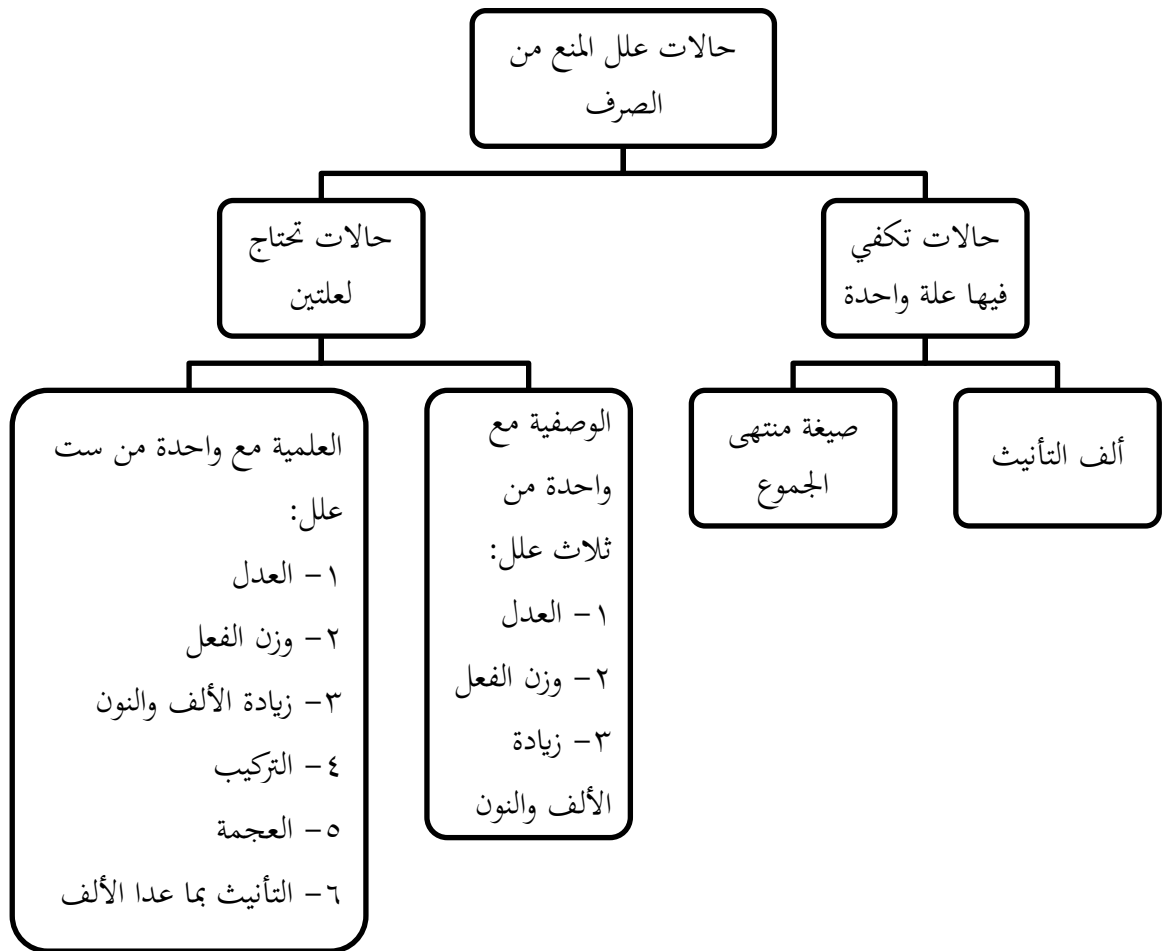 حالات علل المنع من
الصرف
حالات تكفي
فيها علة واحدة
حالات تحتاج
لعلتين
ألف التأنيث
صيغة منتهى
الجموع
الوصفية مع
واحدة من
ثلاث علل:
١- العدل
٢- وزن الفعل
٣- زيادة
الألف والنون
العلمية مع واحدة من ست
علل:
١- العدل
٢- وزن الفعل
٣- زيادة الألف والنون
٤- التركيب
٥- العجمة
٦- التأنيث بما عدا الألف